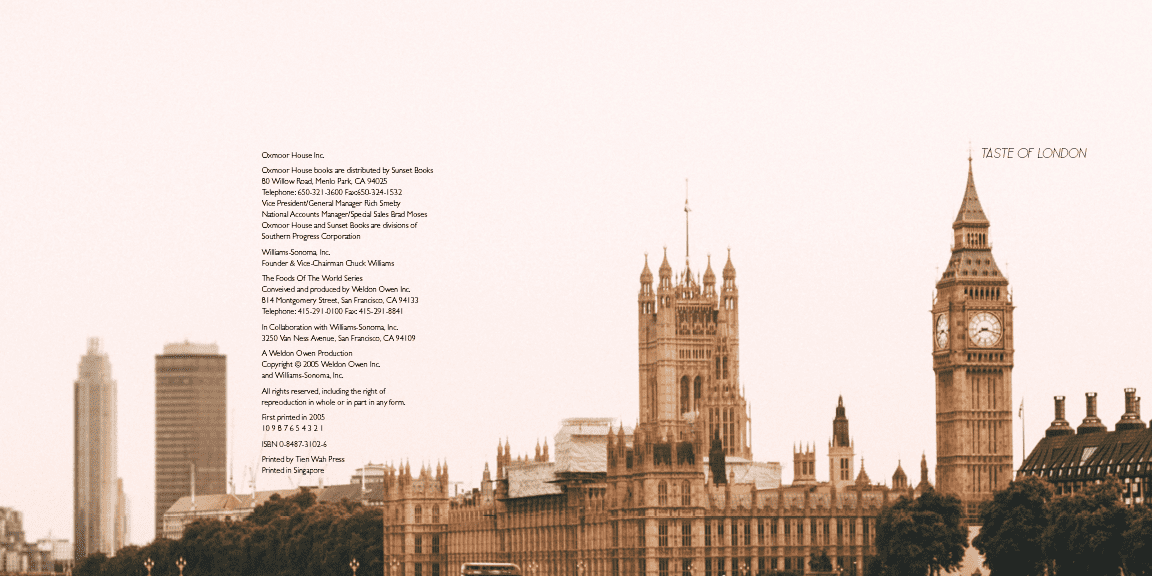 Oxmoor House Inc.
Oxmoor House books are distributed by Sunset Books
80 Willow Road, Menlo Park, CA 94025
Telephone: 650-321-3600 Fax:650-324-1532
Vice President/General Manager Rich Smeby
National Accounts Manager/Special Sales Brad Moses
Oxmoor House and Sunset Books are divisions of
Southern Progress Corporation
Williams-Sonoma, Inc.
Founder & Vice-Chairman Chuck Williams
The Foods Of The World Series
Conveived and produced by Weldon Owen Inc.
814 Montgomery Street, San Francisco, CA 94133
Telephone: 415-291-0100 Fax: 415-291-8841
In Collaboration with Williams-Sonoma, Inc.
3250 Van Ness Avenue, San Francisco, CA 94109
A Weldon Owen Production
Copyright © 2005 Weldon Owen Inc.
and Williams-Sonoma, Inc.
All rights reserved, including the right of
repreoduction in whole or in part in any form.
First printed in 2005
10 9 8 7 6 5 4 3 2 1
ISBN 0-8487-3102-6
Printed by Tien Wah Press
Printed in Singapore
TASTE OF LONDON